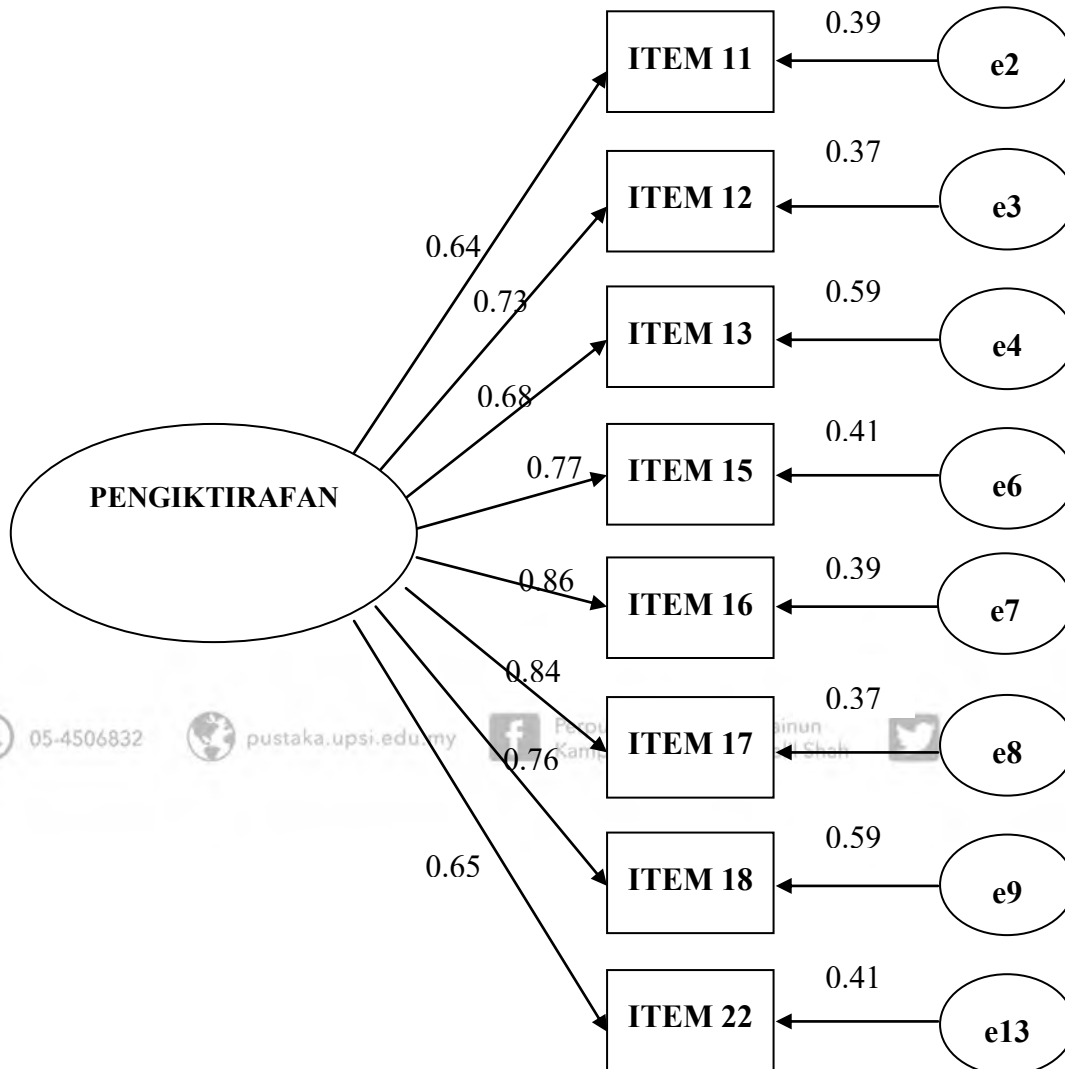 0.39
ITEM 11
e2
0.37
ITEM 12
e3
0.64
0.73
0.59
ITEM 13
e4
0.68
0.41
ITEM 15
e6
0.77
PENGIKTIRAFAN
0.39
ITEM 16
e7
0.86
0.84
0.37
ITEM 17
e8
05-4506832
pustaka.upsi.edu.my
ainun
Shah
0.76
0.59
ITEM 18
e9
0.65
0.41
ITEM 22
e13